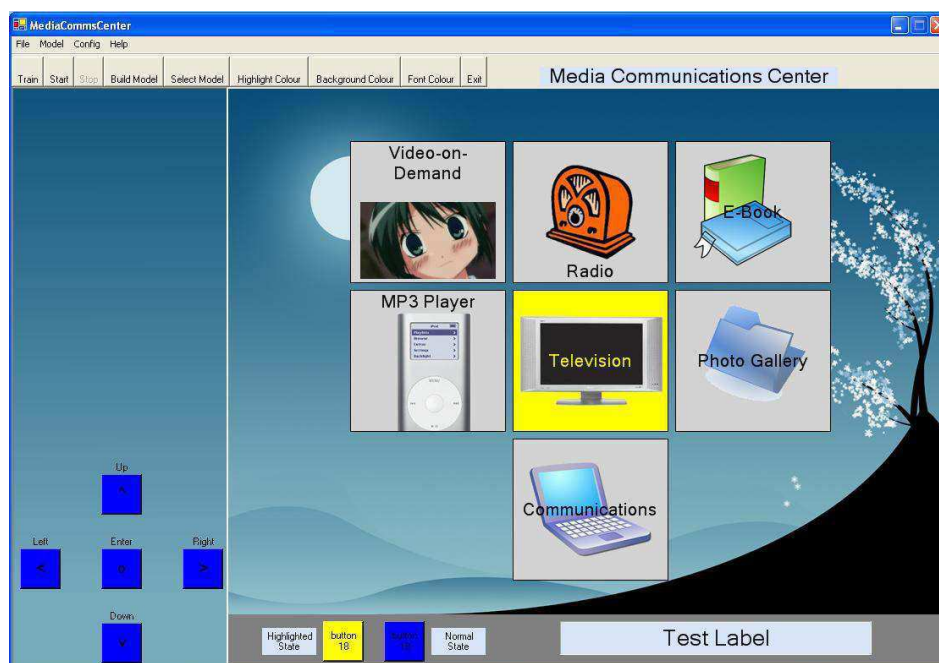 MediaCommsCenter
File Model Config Help
Train Start Stop Build Model Select Model Highlight Colour Background Colour Font Colour Exit
Media Communications Center
Video-on-
Demand
Radio
E-Book
MP3 Player
Television
Photo Gallery
Communications
Up
^
Left
Enter
Right
<
o
>
Down
v
Highlighted
State
button
18
button
Normal
State
Test Label